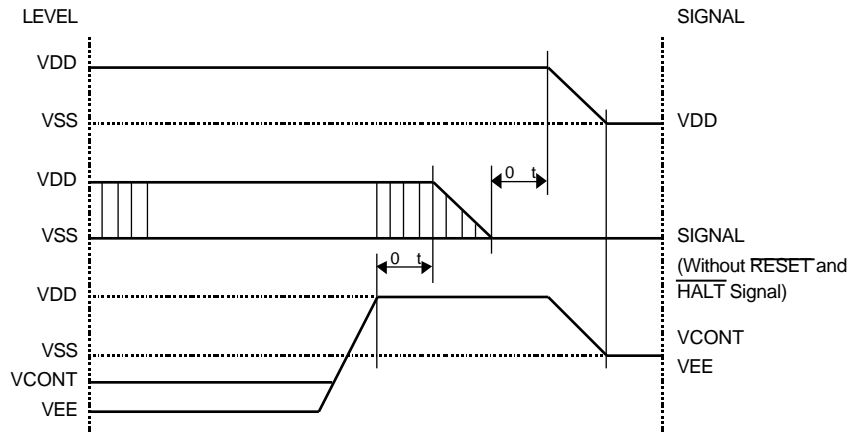 LEVEL SIGNAL
VDD
VSS VDD
0 t
VDD
VSS SIGNAL
(Without RESET and
HALT Signal)
0 t
VDD
VSS VCONT
VCONT VEE
VEE